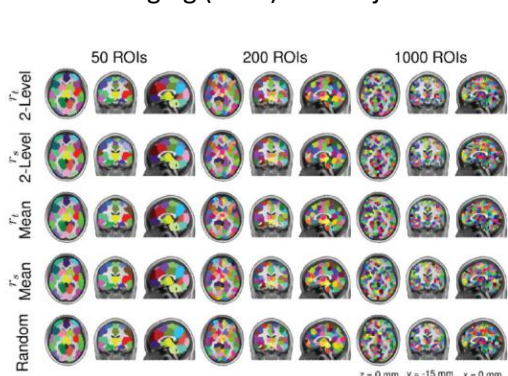 50 ROIs 200 ROIs 1000 ROIs
r_t 2-Level
r_s 2-Level
r_t Mean
r_s Mean
Random
z = 0 mm y = -15 mm x = 0 mm